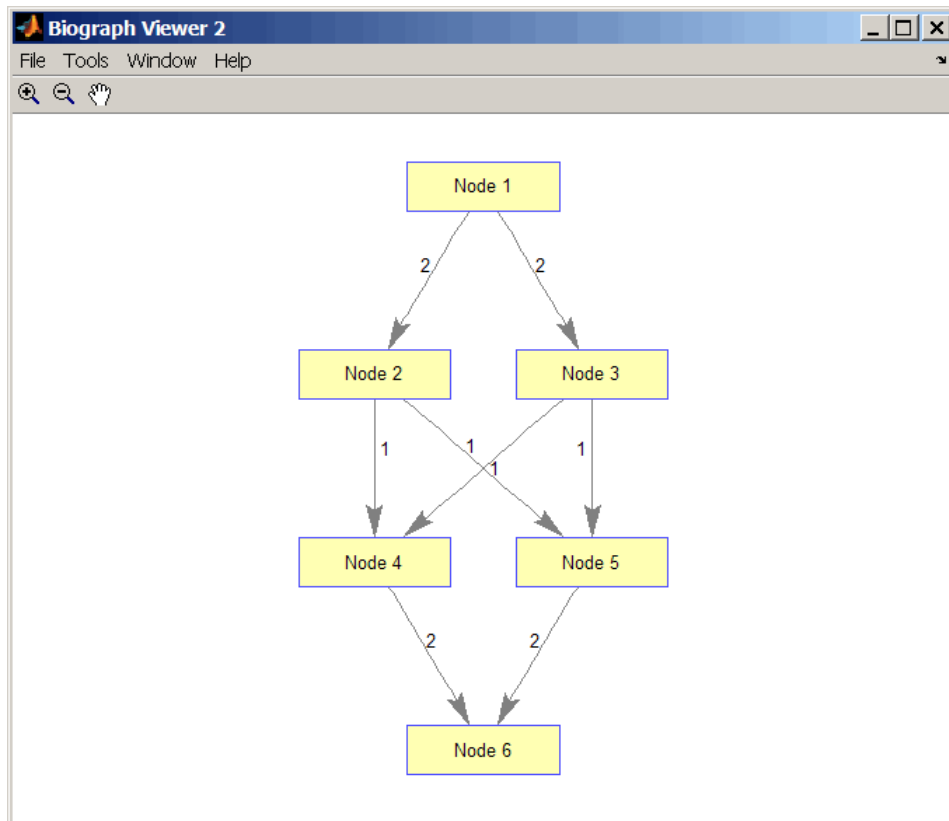 Biograph Viewer 2
File Tools Window Help
Node 1
2 2
Node 2 Node 3
1 1 1 1
Node 4 Node 5
2 2
Node 6